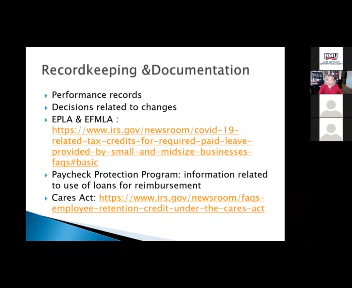 Recordkeeping &Documentation
Performance records
Decisions related to changes
EPLA & EFMLA :
https://www.irs.gov/newsroom/covid-19-
related-tax-credits-for-required-paid-leave-
provided-by-small-and-midsize-businesses-
faqs#basic
Paycheck Protection Program: information related
to use of loans for reimbursement
Cares Act: https://www.irs.gov/newsroom/faqs-
employee-retention-credit-under-the-cares-act